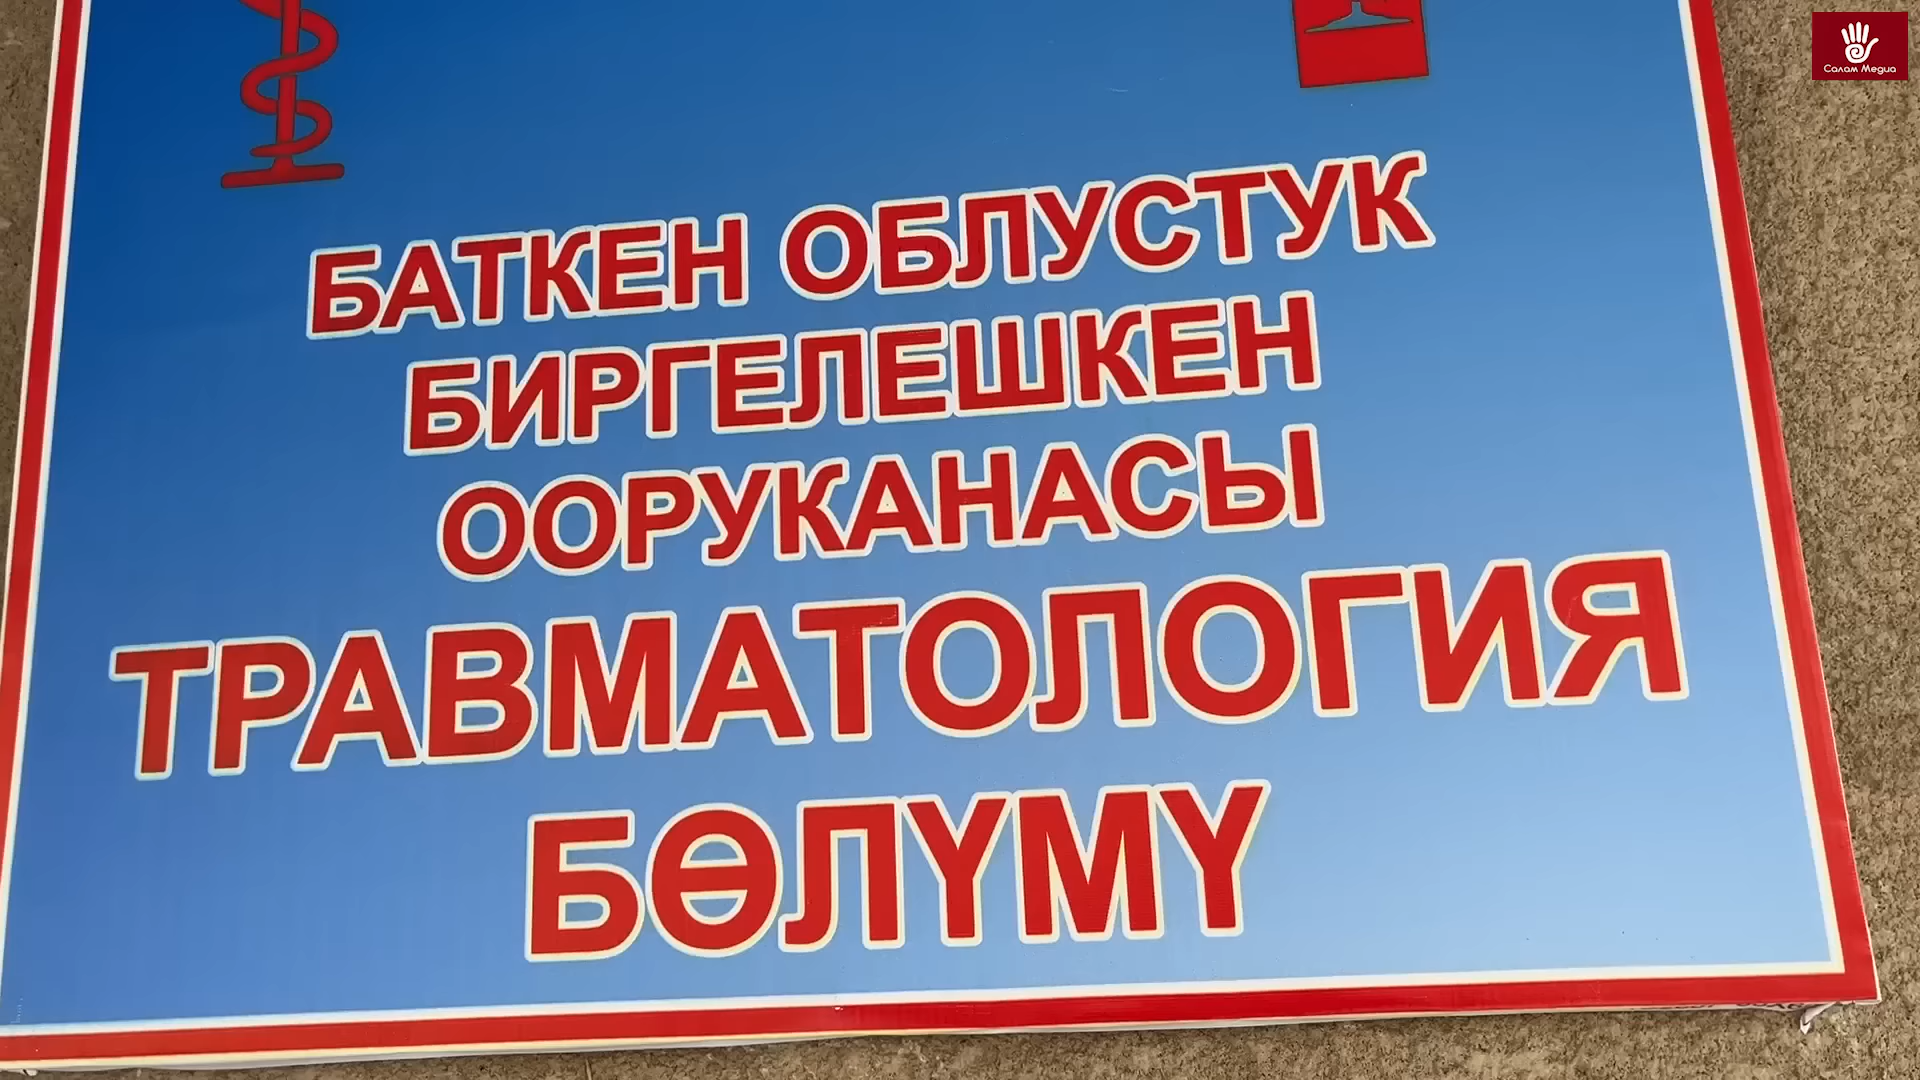 Салам Медиа
БАТКЕН ОБЛУСТУК
БИРГЕЛЕШКЕН
ООРУКАНАСЫ
ТРАВМАТОЛОГИЯ
БӨЛҮМҮ